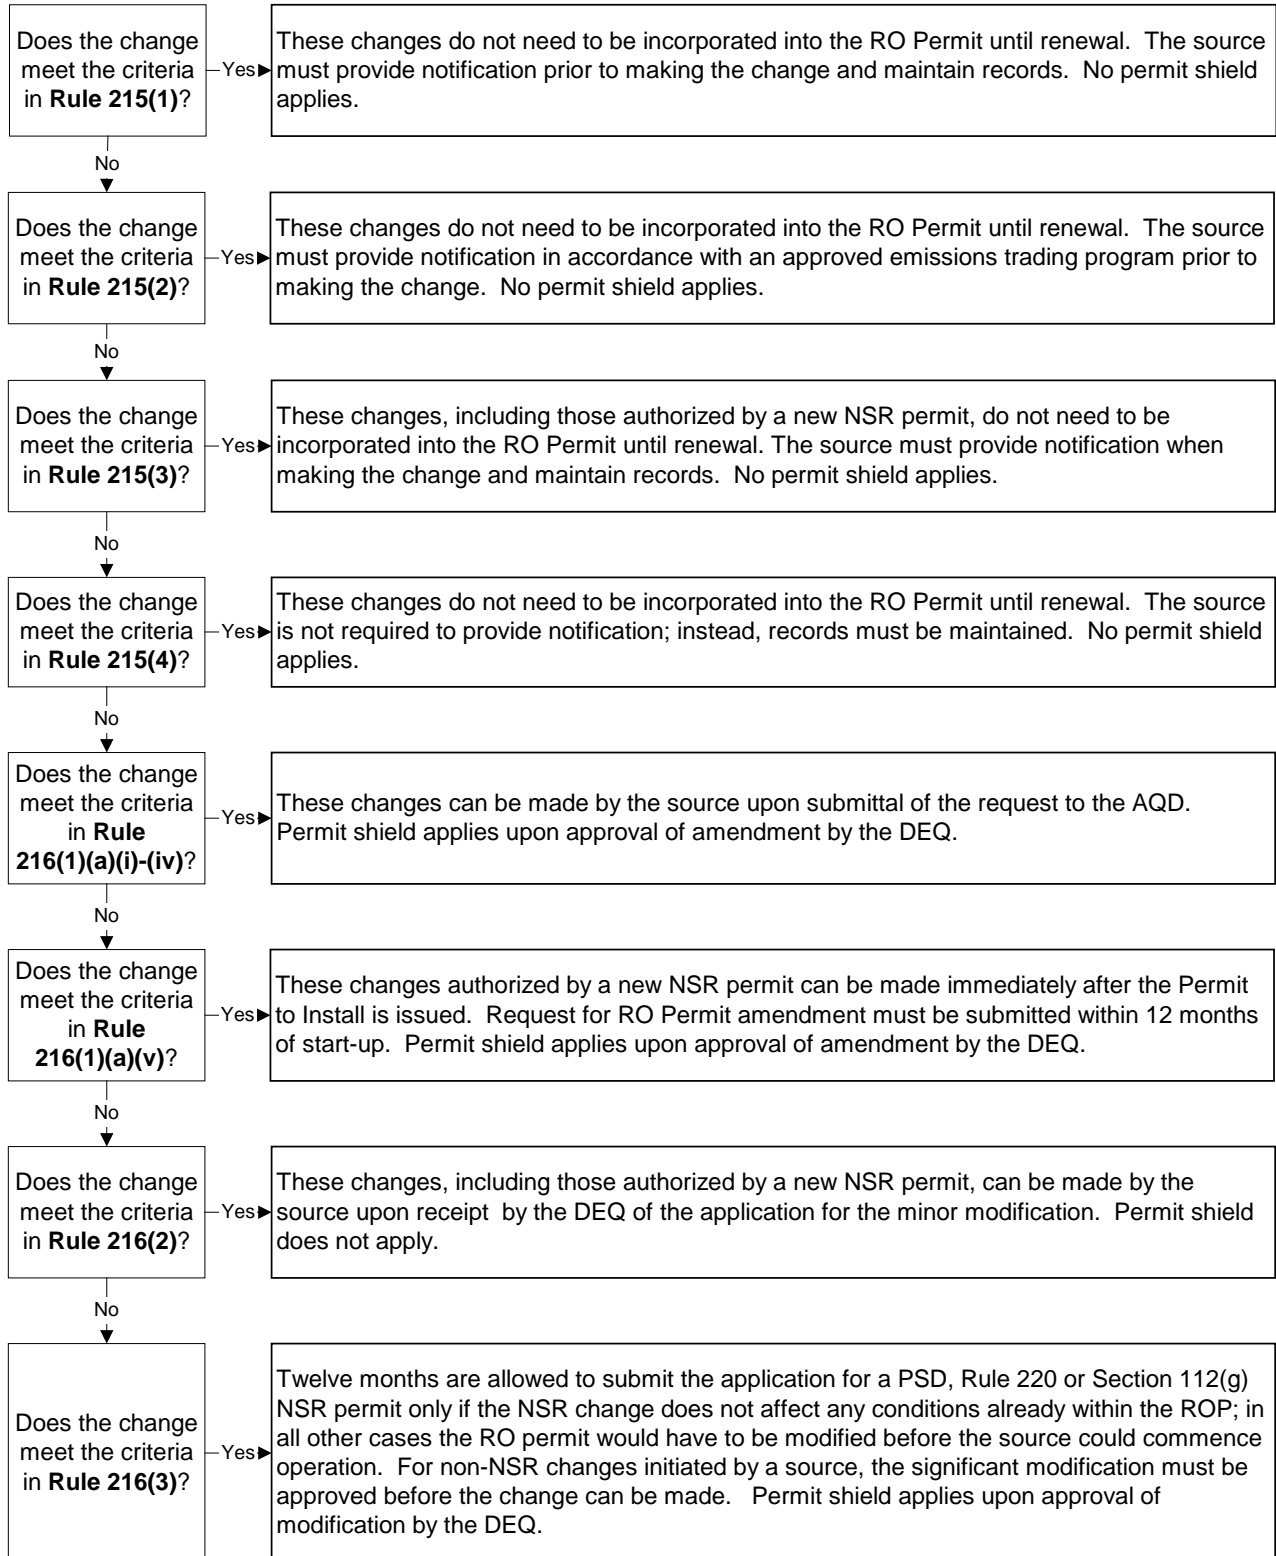 Does the change
meet the criteria
in Rule 215(1)?
Yes
These changes do not need to be incorporated into the RO Permit until renewal.  The source
must provide notification prior to making the change and maintain records.  No permit shield
applies.
No
Does the change
meet the criteria
in Rule 215(2)?
Yes
These changes do not need to be incorporated into the RO Permit until renewal.  The source
must provide notification in accordance with an approved emissions trading program prior to
making the change.  No permit shield applies.
No
Does the change
meet the criteria
in Rule 215(3)?
Yes
These changes, including those authorized by a new NSR permit, do not need to be
incorporated into the RO Permit until renewal. The source must provide notification when
making the change and maintain records.  No permit shield applies.
No
Does the change
meet the criteria
in Rule 215(4)?
Yes
These changes do not need to be incorporated into the RO Permit until renewal.  The source
is not required to provide notification; instead, records must be maintained.  No permit shield
applies.
No
Does the change
meet the criteria
in Rule
216(1)(a)(i)-(iv)?
Yes
These changes can be made by the source upon submittal of the request to the AQD.
Permit shield applies upon approval of amendment by the DEQ.
No
Does the change
meet the criteria
in Rule
216(1)(a)(v)?
Yes
These changes authorized by a new NSR permit can be made immediately after the Permit
to Install is issued.  Request for RO Permit amendment must be submitted within 12 months
of start-up.  Permit shield applies upon approval of amendment by the DEQ.
No
Does the change
meet the criteria
in Rule 216(2)?
Yes
These changes, including those authorized by a new NSR permit, can be made by the
source upon receipt  by the DEQ of the application for the minor modification.  Permit shield
does not apply.
No
Does the change
meet the criteria
in Rule 216(3)?
Yes
Twelve months are allowed to submit the application for a PSD, Rule 220 or Section 112(g)
NSR permit only if the NSR change does not affect any conditions already within the ROP; in
all other cases the RO permit would have to be modified before the source could commence
operation.  For non-NSR changes initiated by a source, the significant modification must be
approved before the change can be made.   Permit shield applies upon approval of
modification by the DEQ.